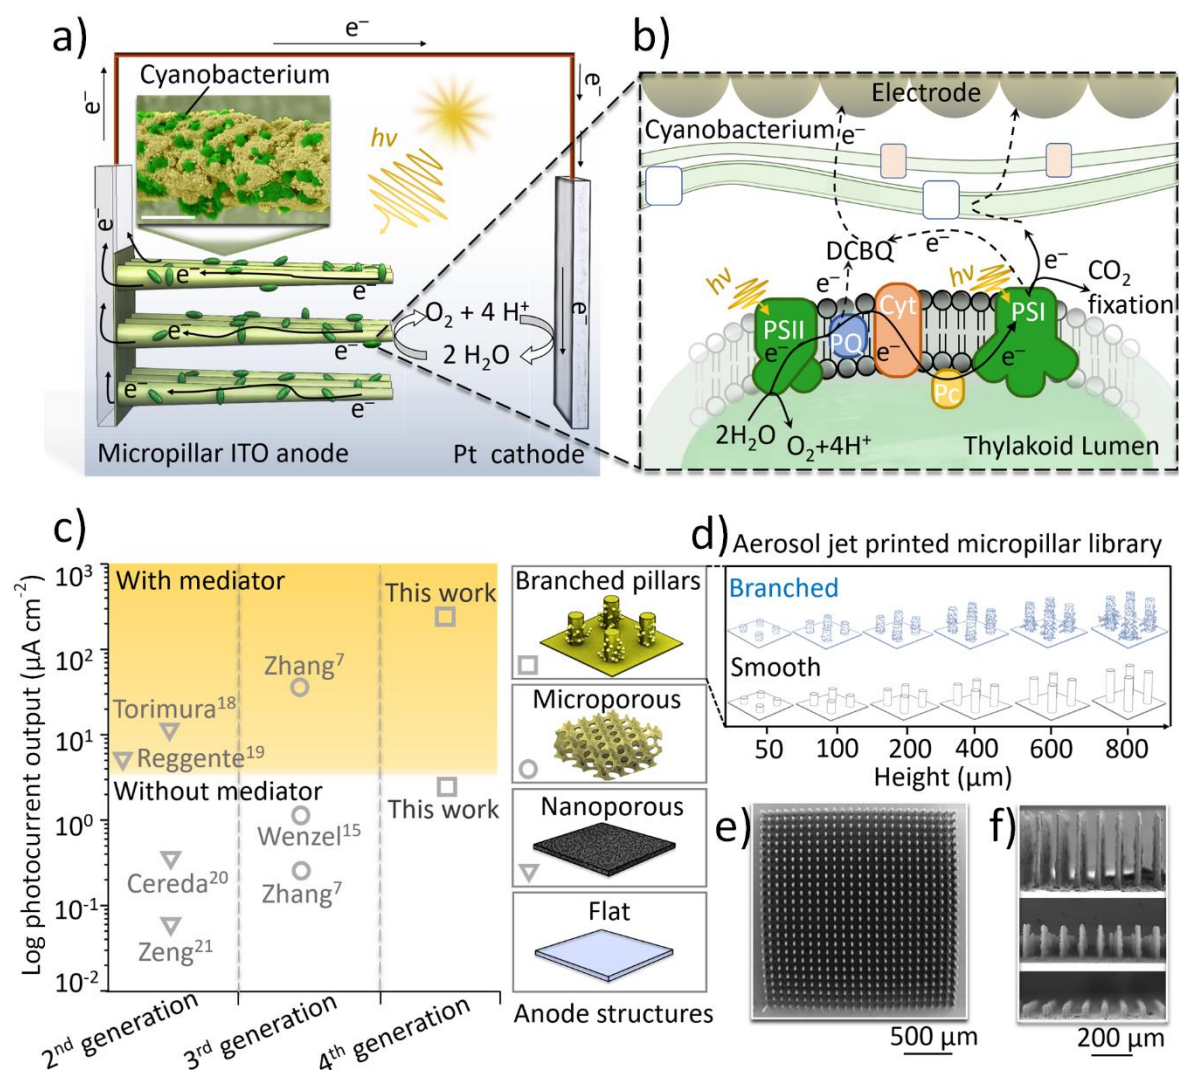 a)
e⁻
Cyanobacterium
e⁻
e⁻
hν
e⁻
e⁻
e⁻
e⁻
e⁻
O₂ + 4 H⁺
2 H₂O
e⁻
e⁻
e⁻
Micropillar ITO anode
Pt cathode
b)
Electrode
Cyanobacterium
e⁻
DCBQ
e⁻
e⁻
hν
e⁻
hν
CO₂
fixation
PSII
PQ
Cyt
PSI
e⁻
e⁻
e⁻
Pc
2H₂O
O₂+4H⁺
Thylakoid Lumen
c)
Log photocurrent output (µA cm⁻²)
10³
10²
10¹
10⁰
10⁻¹
10⁻²
With mediator
This work
Zhang⁷
Torimura¹⁸
Reggente¹⁹
Without mediator
This work
Wenzel¹⁵
Cereda²⁰
Zhang⁷
Zeng²¹
2ⁿᵈ generation
3ʳᵈ generation
4ᵗʰ generation
Branched pillars
Microporous
Nanoporous
Flat
Anode structures
d)
Aerosol jet printed micropillar library
Branched
Smooth
50 100 200 400 600 800
Height (µm)
e)
500 µm
f)
200 µm